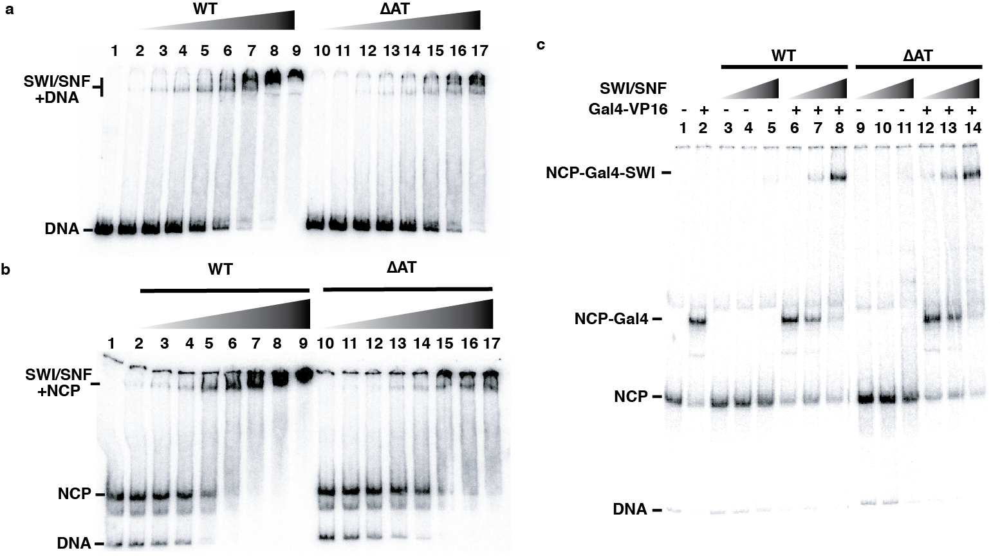 a
WT
ΔAT
1 2 3 4 5 6 7 8 9 10 11 12 13 14 15 16 17
SWI/SNF
+DNA
DNA
b
WT
ΔAT
1 2 3 4 5 6 7 8 9 10 11 12 13 14 15 16 17
SWI/SNF
+NCP
NCP
DNA
c
WT
ΔAT
SWI/SNF
Gal4-VP16 - + - - - + + + - - - + + +
1 2 3 4 5 6 7 8 9 10 11 12 13 14
NCP-Gal4-SWI
NCP-Gal4
NCP
DNA